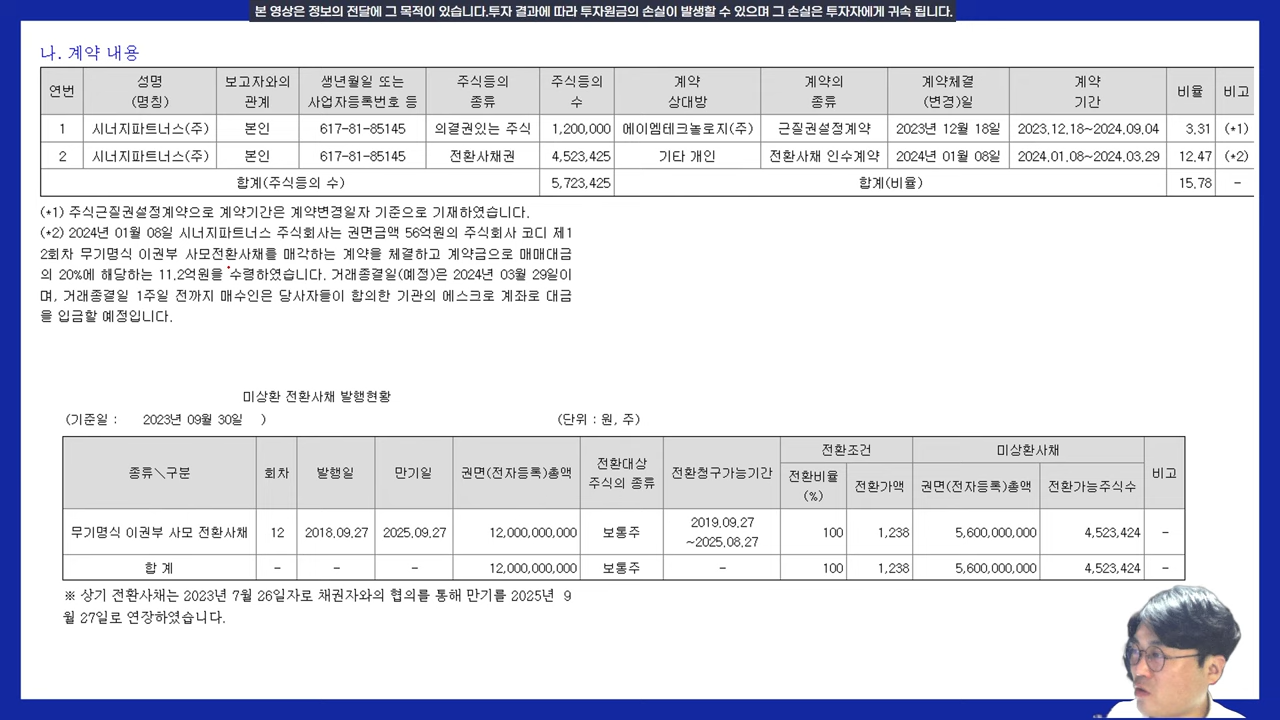 본 영상은 정보의 전달에 그 목적이 있습니다.투자 결과에 따라 투자원금의 손실이 발생할 수 있으며 그 손실은 투자자에게 귀속 됩니다.
나. 계약 내용
연번 성명 (명칭) 보고자와의 관계 생년월일 또는 사업자등록번호 등 주식등의 종류 주식등의 수 계약 상대방 계약의 종류 계약체결 (변경)일 계약 기간 비율 비고
1 시너지파트너스(주) 본인 617-81-85145 의결권있는 주식 1,200,000 에이엠테크놀로지(주) 근질권설정계약 2023년 12월 18일 2023.12.18~2024.09.04 3.31 (*1)
2 시너지파트너스(주) 본인 617-81-85145 전환사채권 4,523,425 기타 개인 전환사채 인수계약 2024년 01월 08일 2024.01.08~2024.03.29 12.47 (*2)
합계(주식등의 수) 5,723,425 합계(비율) 15.78 -
(*1) 주식근질권설정계약으로 계약기간은 계약변경일자 기준으로 기재하였습니다.
(*2) 2024년 01월 08일 시너지파트너스 주식회사는 권면금액 56억원의 주식회사 코디 제1
2회차 무기명식 이권부 사모전환사채를 매각하는 계약을 체결하고 계약금으로 매매대금
의 20%에 해당하는 11.2억원을 수령하였습니다. 거래종결일(예정)은 2024년 03월 29일이
며, 거래종결일 1주일 전까지 매수인은 당사자들이 합의한 기관의 에스크로 계좌로 대금
을 입금할 예정입니다.
미상환 전환사채 발행현황
(기준일 : 2023년 09월 30일 ) (단위 : 원, 주)
종류＼구분 회차 발행일 만기일 권면(전자등록)총액 전환대상 주식의 종류 전환청구가능기간 전환조건 미상환사채 비고
전환비율 (%) 전환가액 권면(전자등록)총액 전환가능주식수
무기명식 이권부 사모 전환사채 12 2018.09.27 2025.09.27 12,000,000,000 보통주 2019.09.27 ~2025.08.27 100 1,238 5,600,000,000 4,523,424 -
합 계 - - - 12,000,000,000 보통주 - 100 1,238 5,600,000,000 4,523,424 -
※ 상기 전환사채는 2023년 7월 26일자로 채권자와의 협의를 통해 만기를 2025년 9
월 27일로 연장하였습니다.